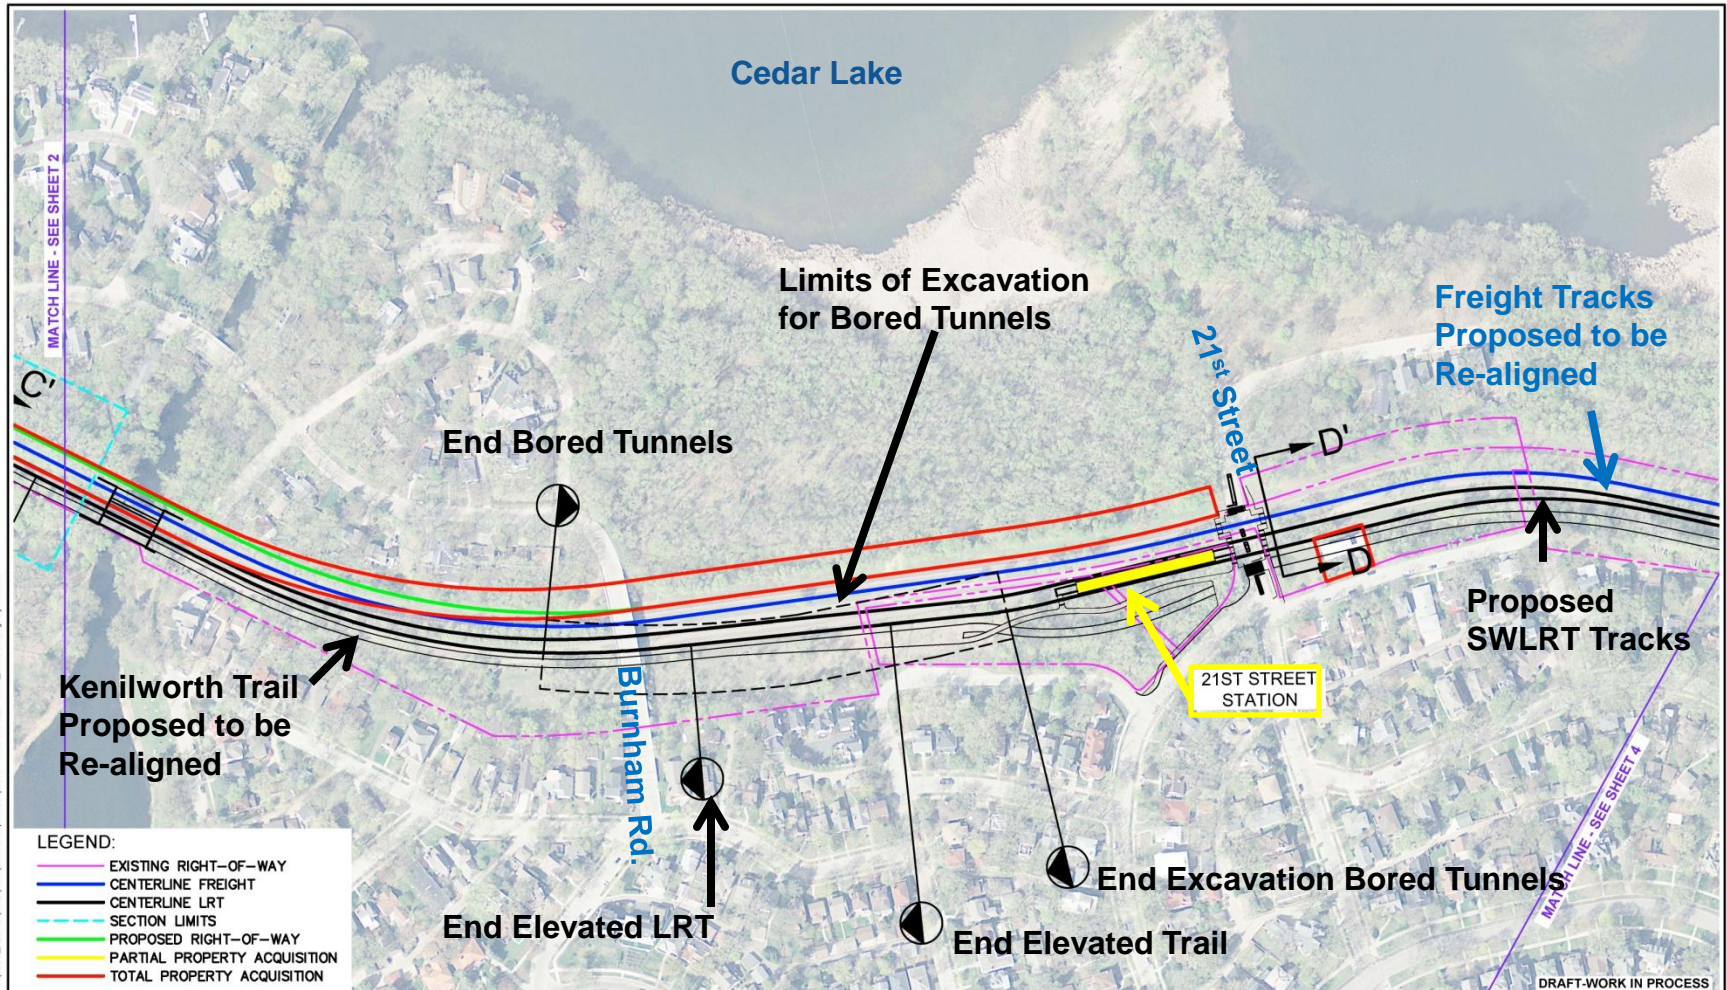 Cedar Lake
MATCH LINE - SEE SHEET 2
Limits of Excavation
for Bored Tunnels
Freight Tracks
Proposed to be
Re-aligned
21st Street
C'
End Bored Tunnels
D'
D
Proposed
SWLRT Tracks
Kenilworth Trail
Proposed to be
Re-aligned
Burnham Rd.
21ST STREET
STATION
MATCH LINE - SEE SHEET 4
End Excavation Bored Tunnels
End Elevated LRT
End Elevated Trail
LEGEND:
EXISTING RIGHT-OF-WAY
CENTERLINE FREIGHT
CENTERLINE LRT
SECTION LIMITS
PROPOSED RIGHT-OF-WAY
PARTIAL PROPERTY ACQUISITION
TOTAL PROPERTY ACQUISITION
DRAFT-WORK IN PROCESS